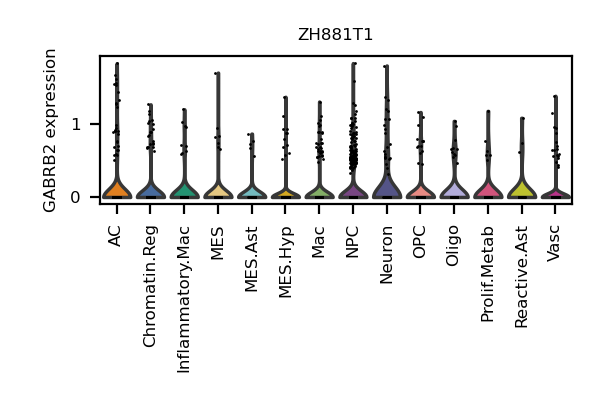 ZH881T1
GABRB2 expression
1
0
AC
Chromatin.Reg
Inflammatory.Mac
MES
MES.Ast
MES.Hyp
Mac
NPC
Neuron
OPC
Oligo
Prolif.Metab
Reactive.Ast
Vasc